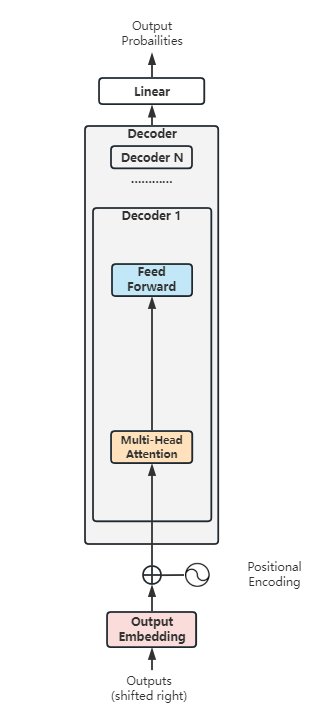 Output
Probailities
Linear
Decoder
Decoder N
............
Decoder 1
Feed
Forward
Multi-Head
Attention
Positional
Encoding
Output
Embedding
Outputs
(shifted right)